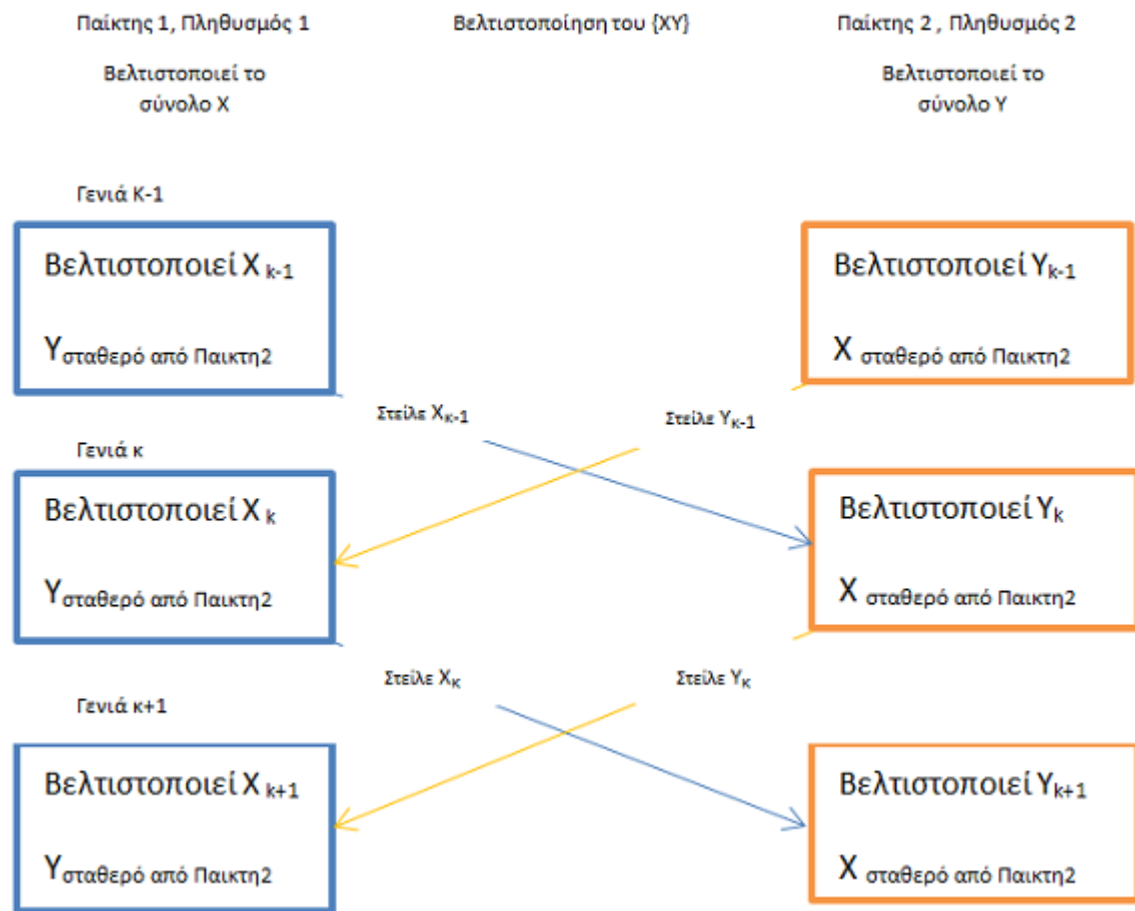 Παίκτης 1, Πληθυσμός 1 Βελτιστοποίηση του {XY} Παίκτης 2 , Πληθυσμός 2
Βελτιστοποιεί το
σύνολο X
Βελτιστοποιεί το
σύνολο Y
Γενιά K-1
Βελτιστοποιεί X k-1
Y σταθερό από Παικτη2
Βελτιστοποιεί Y k-1
X σταθερό από Παικτη2
Στείλε X κ-1 Στείλε Y κ-1
Γενιά κ
Βελτιστοποιεί X k
Y σταθερό από Παικτη2
Βελτιστοποιεί Y k
X σταθερό από Παικτη2
Στείλε X κ Στείλε Y κ
Γενιά κ+1
Βελτιστοποιεί X k+1
Y σταθερό από Παικτη2
Βελτιστοποιεί Y k+1
X σταθερό από Παικτη2